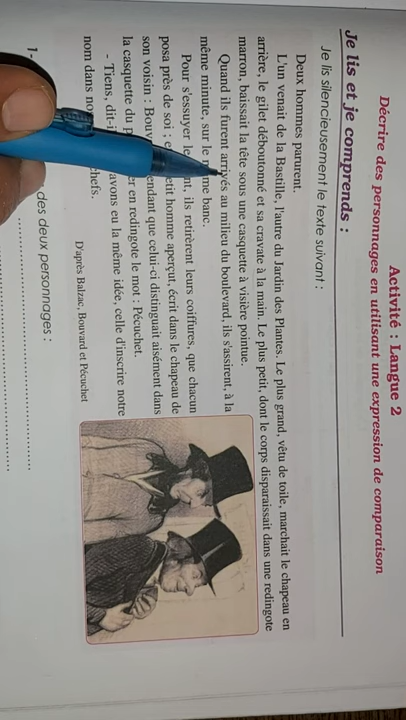 Activité : Langue 2
Décrire des personnages en utilisant une expression de comparaison
Je lis et je comprends :
Je lis silencieusement le texte suivant :
Deux hommes parurent.
L'un venait de la Bastille, l'autre du Jardin des Plantes. Le plus grand, vêtu de toile, marchait le chapeau en
arrière, le gilet déboutonné et sa cravate à la main. Le plus petit, dont le corps disparaissait dans une redingote
marron, baissait la tête sous une casquette à visière pointue.
Quand ils furent arrivés au milieu du boulevard, ils s'assirent, à la
même minute, sur le même banc.
Pour s'essuyer le ils retirèrent leurs coiffures, que chacun
posa près de soi ; petit homme aperçut, écrit dans le chapeau de
son voisin : Bouv pendant que celui-ci distinguait aisément dans
la casquette du en redingote le mot : Pécuchet.
- Tiens, dit-i avons eu la même idée, celle d'inscrire notre
nom dans no chefs.
D'après Balzac, Bouvard et Pécuchet
1- des deux personnages :